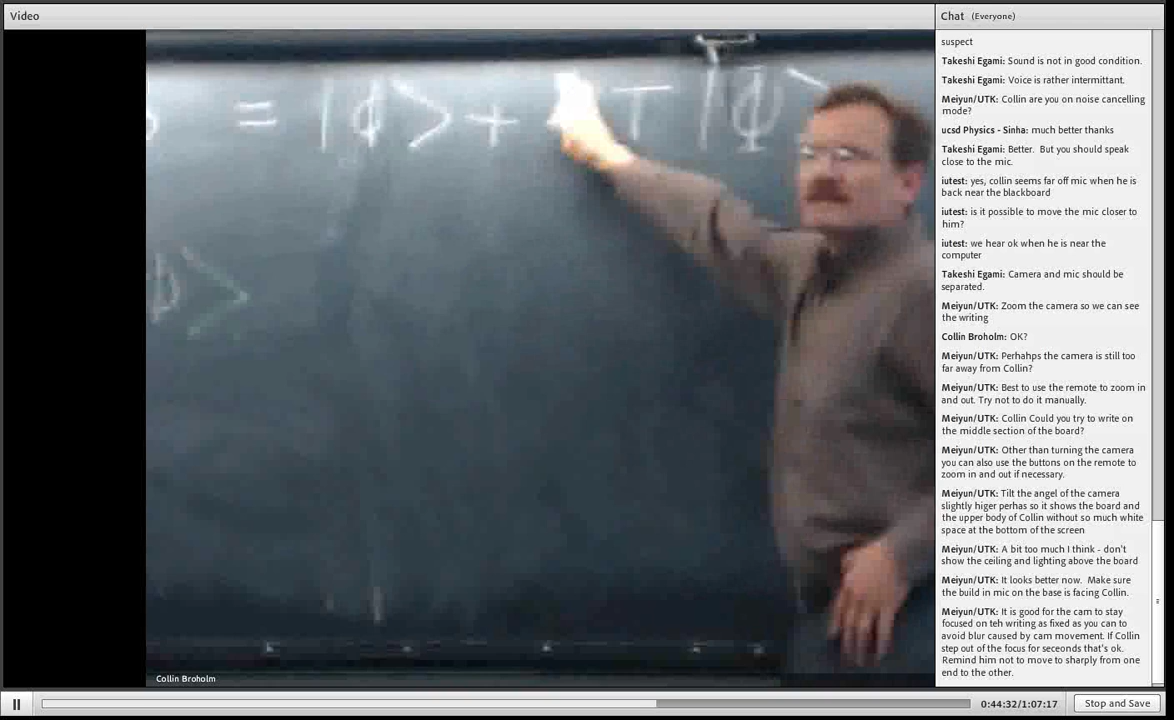 Video
= |ϕ> + T |ψ>
ϕ>
Collin Broholm
0:44:32/1:07:17
Stop and Save
Chat (Everyone)
suspect
Takeshi Egami: Sound is not in good condition.
Takeshi Egami: Voice is rather intermittant.
Meiyun/UTK: Collin are you on noise cancelling
mode?
ucsd Physics - Sinha: much better thanks
Takeshi Egami: Better. But you should speak
close to the mic.
iutest: yes, collin seems far off mic when he is
back near the blackboard
iutest: is it possible to move the mic closer to
him?
iutest: we hear ok when he is near the
computer
Takeshi Egami: Camera and mic should be
separated.
Meiyun/UTK: Zoom the camera so we can see
the writing
Collin Broholm: OK?
Meiyun/UTK: Perhahps the camera is still too
far away from Collin?
Meiyun/UTK: Best to use the remote to zoom in
and out. Try not to do it manually.
Meiyun/UTK: Collin Could you try to write on
the middle section of the board?
Meiyun/UTK: Other than turning the camera
you can also use the buttons on the remote to
zoom in and out if necessary.
Meiyun/UTK: Tilt the angel of the camera
slightly higer perhas so it shows the board and
the upper body of Collin without so much white
space at the bottom of the screen
Meiyun/UTK: A bit too much I think - don't
show the ceiling and lighting above the board
Meiyun/UTK: It looks better now. Make sure
the build in mic on the base is facing Collin.
Meiyun/UTK: It is good for the cam to stay
focused on teh writing as fixed as you can to
avoid blur caused by cam movement. If Collin
step out of the focus for seceonds that's ok.
Remind him not to move to sharply from one
end to the other.